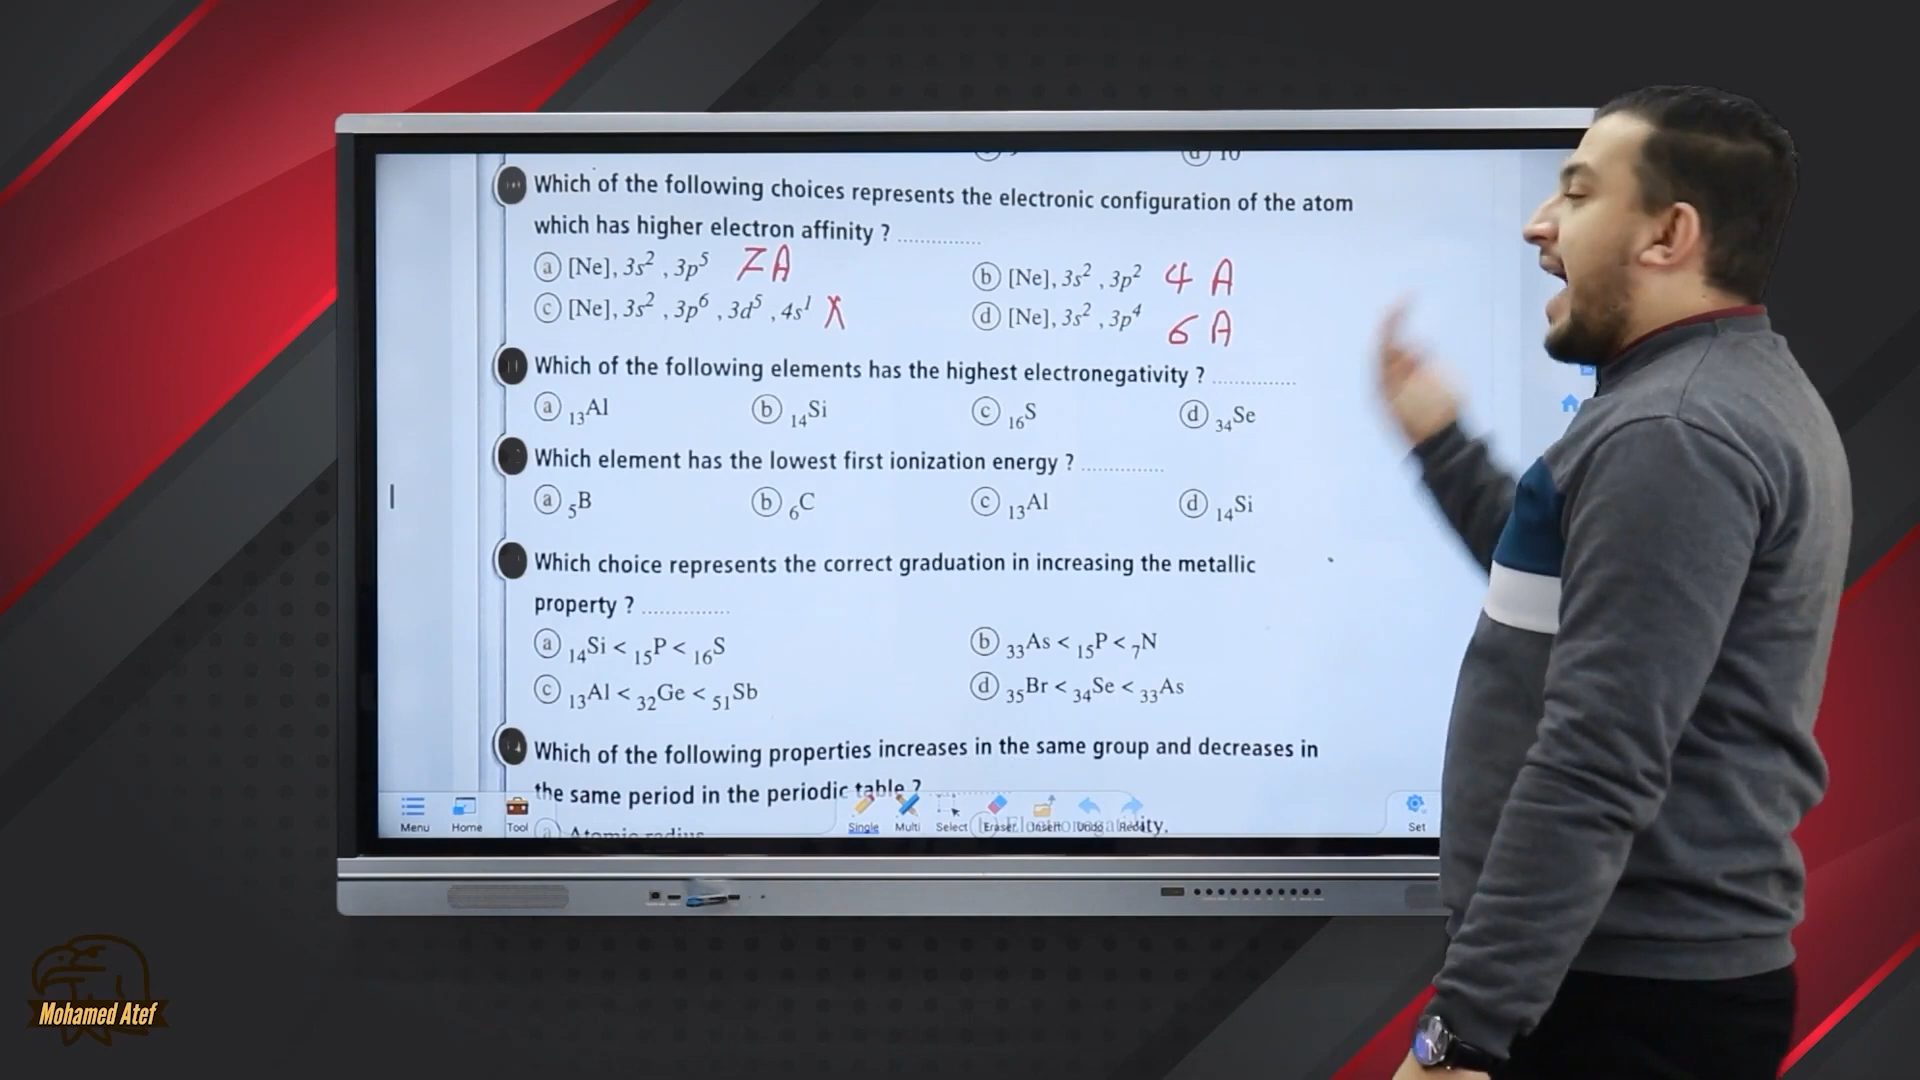 d 10
Which of the following choices represents the electronic configuration of the atom
which has higher electron affinity ? ..............
a [Ne], 3s² , 3p⁵ 7A
b [Ne], 3s² , 3p² 4 A
c [Ne], 3s² , 3p⁶ , 3d⁵ , 4s¹ X
d [Ne], 3s² , 3p⁴ 6 A
11 Which of the following elements has the highest electronegativity ? ..............
a ₁₃Al b ₁₄Si c ₁₆S d ₃₄Se
Which element has the lowest first ionization energy ? ..............
a ₅B b ₆C c ₁₃Al d ₁₄Si
Which choice represents the correct graduation in increasing the metallic
property ? ..............
a ₁₄Si < ₁₅P < ₁₆S b ₃₃As < ₁₅P < ₇N
c ₁₃Al < ₃₂Ge < ₅₁Sb d ₃₅Br < ₃₄Se < ₃₃As
Which of the following properties increases in the same group and decreases in
the same period in the periodic table ?
a Atomic radius Electronegativity.
Menu Home Tool Single Multi Select Eraser Insert Undo Redo Set
Mohamed Atef